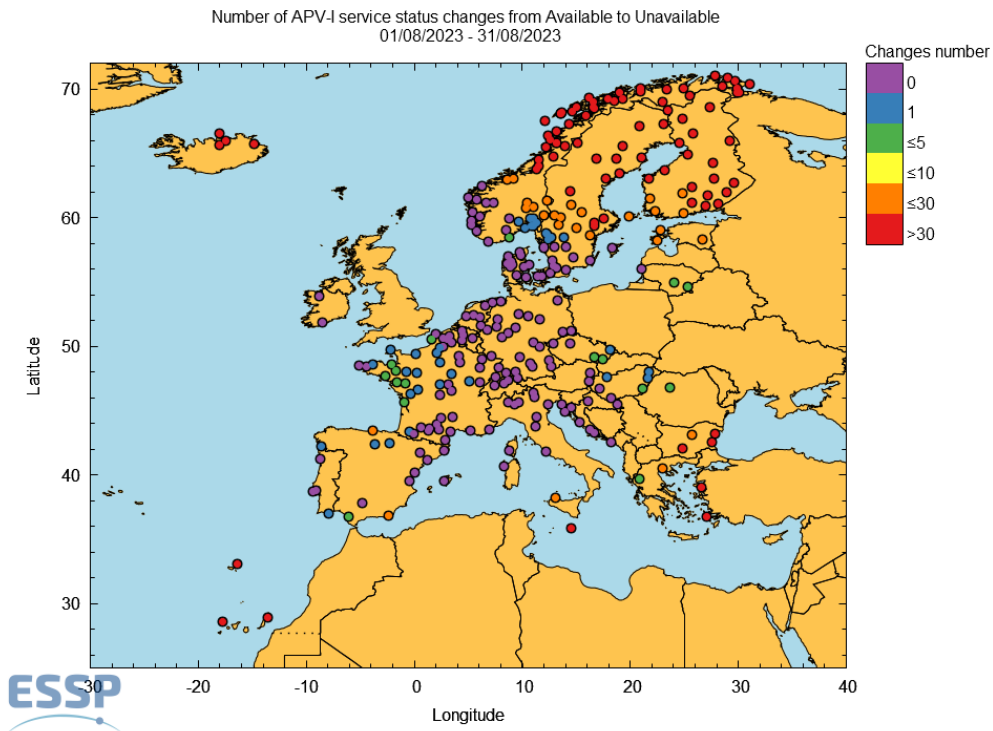 Number of APV-I service status changes from Available to Unavailable
01/08/2023 - 31/08/2023
Changes number
0
1
≤5
≤10
≤30
>30
70
60
50
40
30
Latitude
-30 -20 -10 0 10 20 30 40
Longitude
ESSP